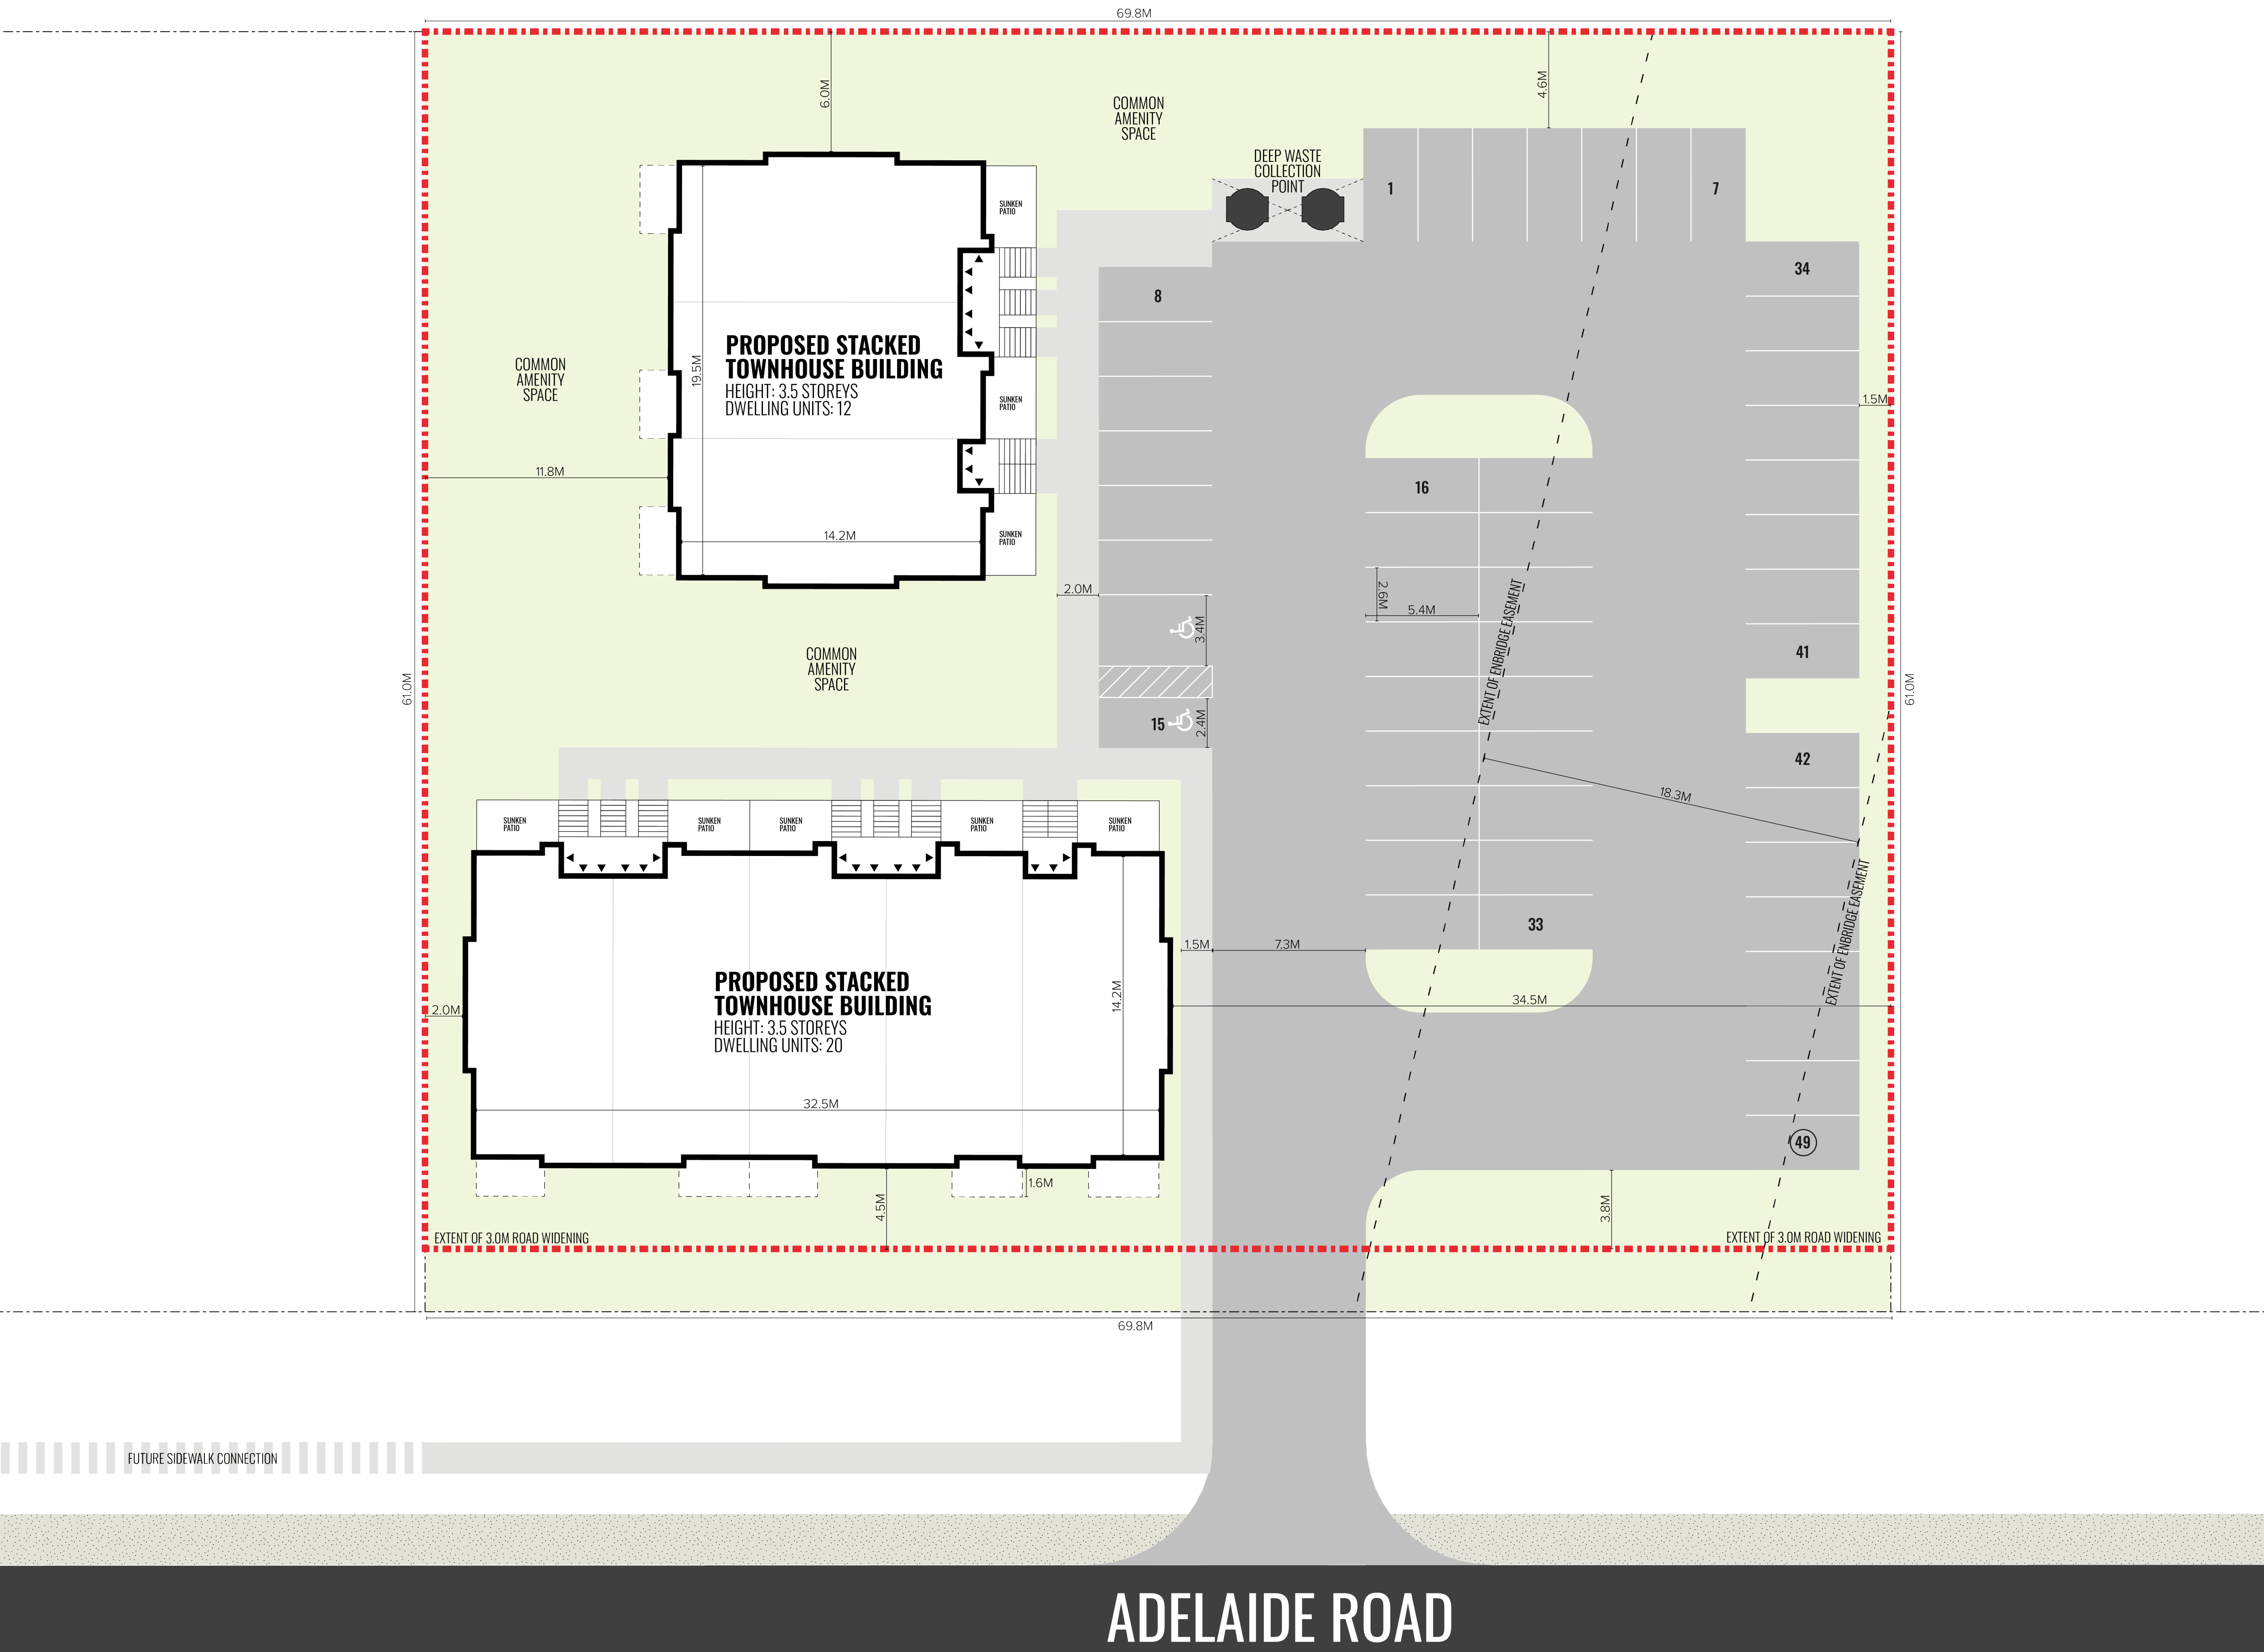 69.8M
6.0M
4.6M
COMMON
AMENITY
SPACE
DEEP WASTE
COLLECTION
POINT
1
7
SUNKEN
PATIO
34
8
PROPOSED STACKED
TOWNHOUSE BUILDING
HEIGHT: 3.5 STOREYS
DWELLING UNITS: 12
19.5M
COMMON
AMENITY
SPACE
SUNKEN
PATIO
1.5M
11.8M
16
14.2M
SUNKEN
PATIO
2.0M
2.6M
5.4M
3.4M
EXTENT OF ENBRIDGE EASEMENT
COMMON
AMENITY
SPACE
41
61.0M
61.0M
15
2.4M
42
18.3M
SUNKEN
PATIO
SUNKEN
PATIO
SUNKEN
PATIO
SUNKEN
PATIO
SUNKEN
PATIO
33
EXTENT OF ENBRIDGE EASEMENT
1.5M
7.3M
PROPOSED STACKED
TOWNHOUSE BUILDING
HEIGHT: 3.5 STOREYS
DWELLING UNITS: 20
14.2M
34.5M
2.0M
32.5M
49
1.6M
4.5M
3.8M
EXTENT OF 3.0M ROAD WIDENING
EXTENT OF 3.0M ROAD WIDENING
69.8M
FUTURE SIDEWALK CONNECTION
ADELAIDE ROAD